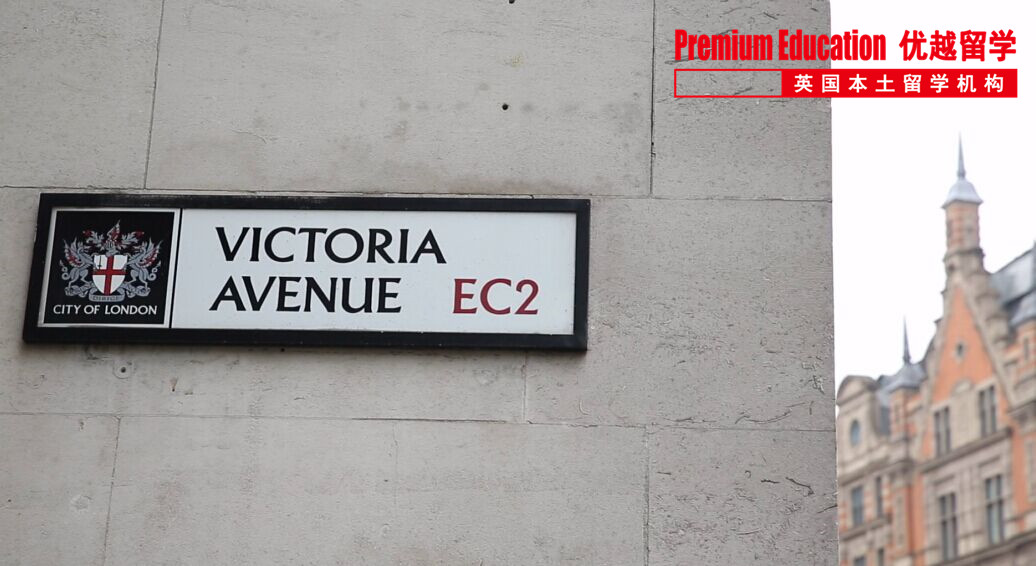 Premium Education 优越留学
英国本土留学机构
VICTORIA
AVENUE EC2
CITY OF LONDON